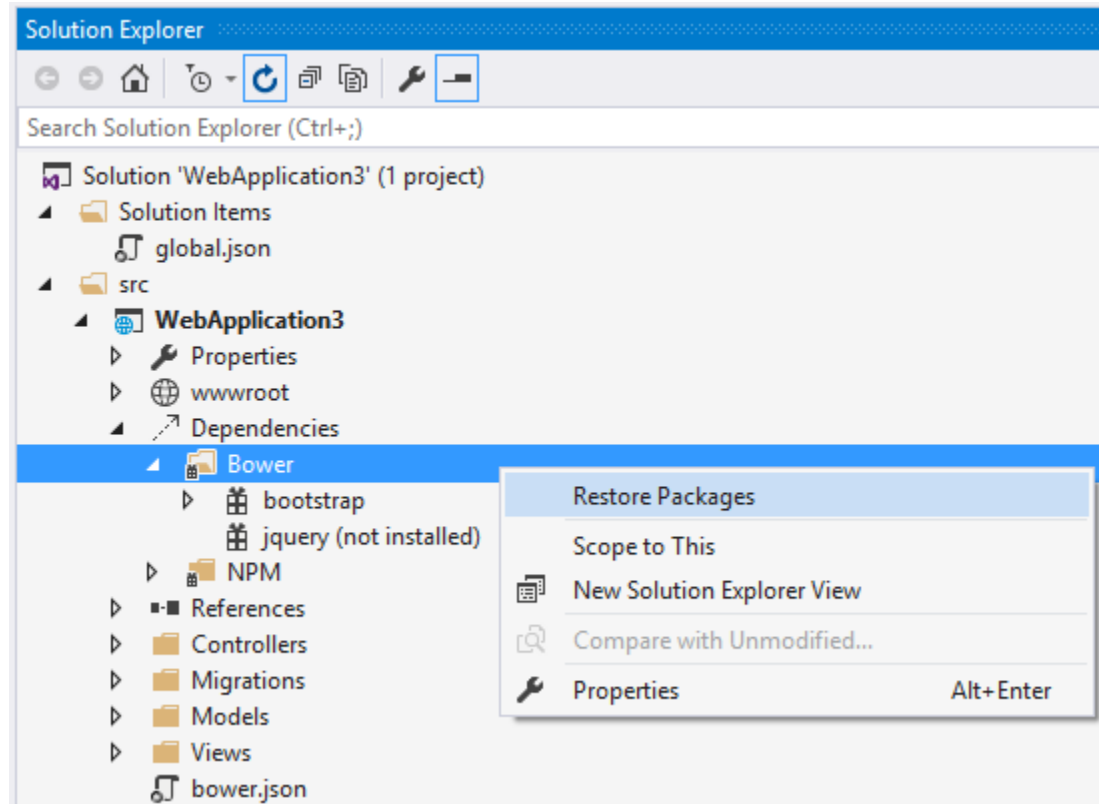 Solution Explorer
Search Solution Explorer (Ctrl+;)
Solution 'WebApplication3' (1 project)
Solution Items
global.json
src
WebApplication3
Properties
wwwroot
Dependencies
Bower
bootstrap
jquery (not installed)
NPM
References
Controllers
Migrations
Models
Views
bower.json
Restore Packages
Scope to This
New Solution Explorer View
Compare with Unmodified...
Properties Alt+Enter